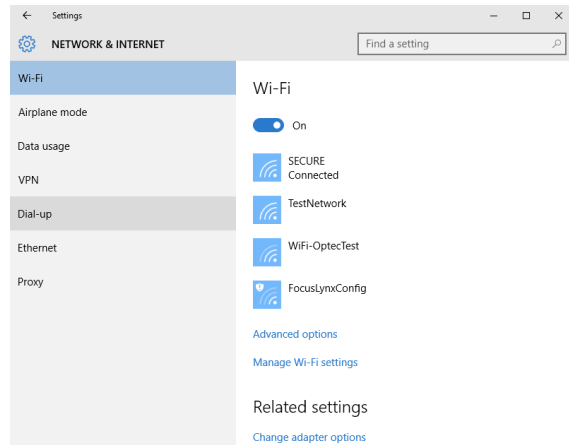 Settings
NETWORK & INTERNET
Find a setting
Wi-Fi
Airplane mode
Data usage
VPN
Dial-up
Ethernet
Proxy
Wi-Fi
On
SECURE
Connected
TestNetwork
WiFi-OptecTest
FocusLynxConfig
Advanced options
Manage Wi-Fi settings
Related settings
Change adapter options